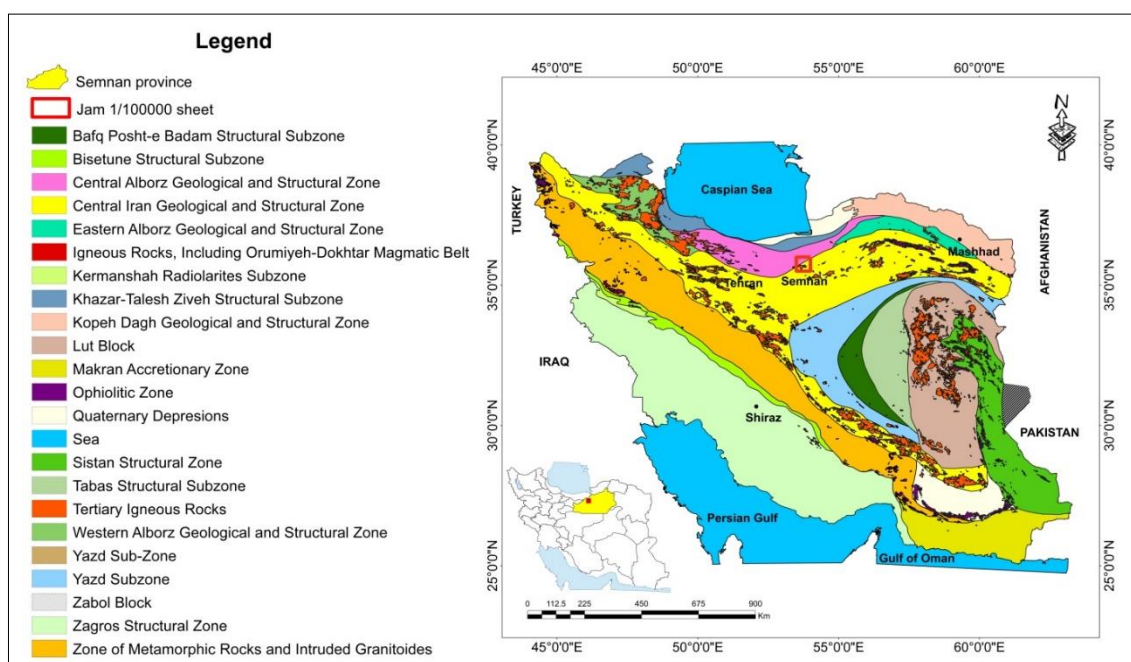 Legend
Semnan province
Jam 1/100000 sheet
Bafq Posht-e Badam Structural Subzone
Bisetune Structural Subzone
Central Alborz Geological and Structural Zone
Central Iran Geological and Structural Zone
Eastern Alborz Geological and Structural Zone
Igneous Rocks, Including Orumiyeh-Dokhtar Magmatic Belt
Kermanshah Radiolarites Subzone
Khazar-Talesh Ziveh Structural Subzone
Kopeh Dagh Geological and Structural Zone
Lut Block
Makran Accretionary Zone
Ophiolitic Zone
Quaternary Depresions
Sea
Sistan Structural Zone
Tabas Structural Subzone
Tertiary Igneous Rocks
Western Alborz Geological and Structural Zone
Yazd Sub-Zone
Yazd Subzone
Zabol Block
Zagros Structural Zone
Zone of Metamorphic Rocks and Intruded Granitoides
45°0'0"E 50°0'0"E 55°0'0"E 60°0'0"E
N
40°0'0"N
40°0'0"N
Caspian Sea
TURKEY
AFGHANISTAN
Mashhad
35°0'0"N
35°0'0"N
Tehran
Semnan
IRAQ
Shiraz
30°0'0"N
30°0'0"N
PAKISTAN
Persian Gulf
Gulf of Oman
25°0'0"N
25°0'0"N
0 112.5 225 450 675 900
Km
45°0'0"E 50°0'0"E 55°0'0"E 60°0'0"E